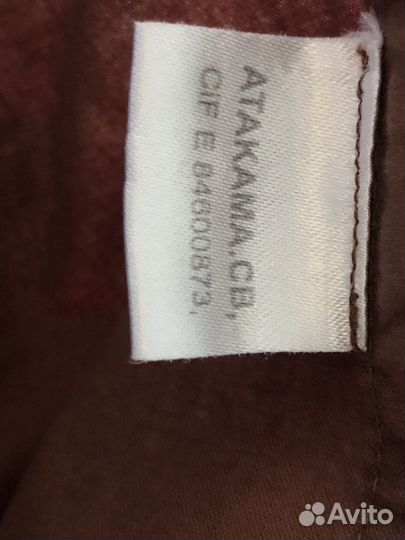 ATAKAMA.CB,
CIF E 84600873,
Avito